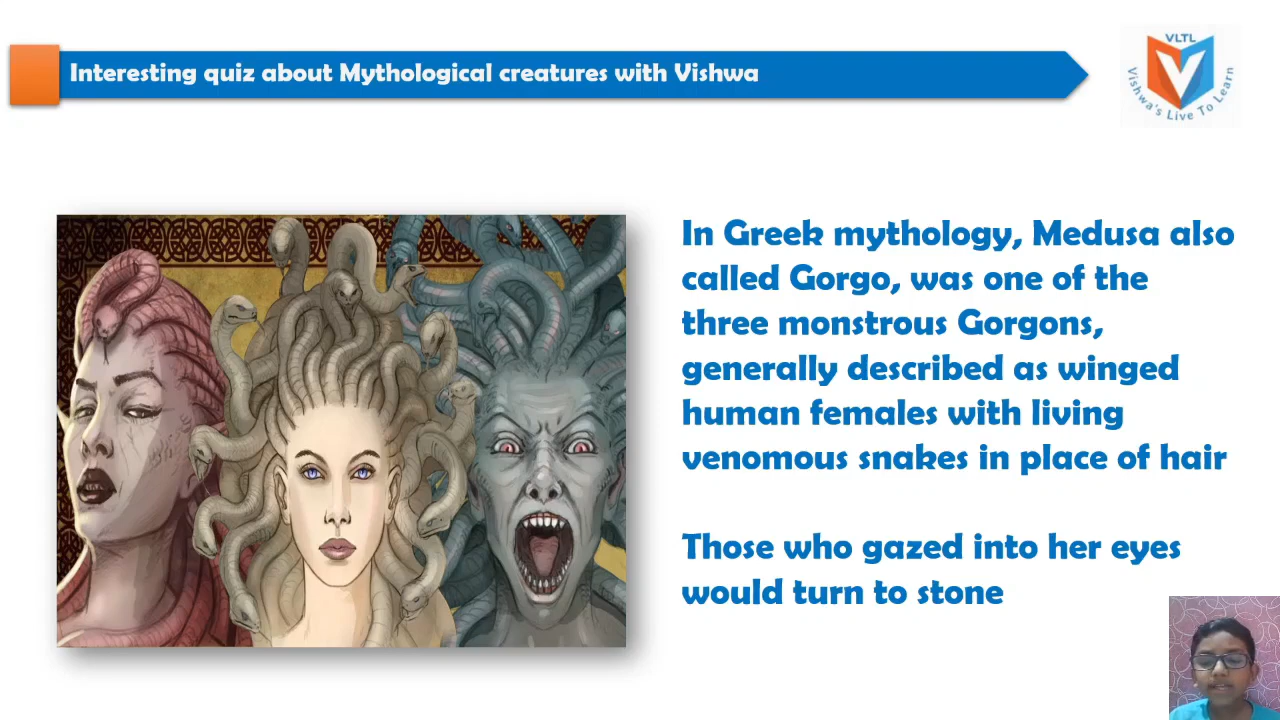 Interesting quiz about Mythological creatures with Vishwa
VLTL
Vishwa's Live To Learn
In Greek mythology, Medusa also
called Gorgo, was one of the
three monstrous Gorgons,
generally described as winged
human females with living
venomous snakes in place of hair
Those who gazed into her eyes
would turn to stone